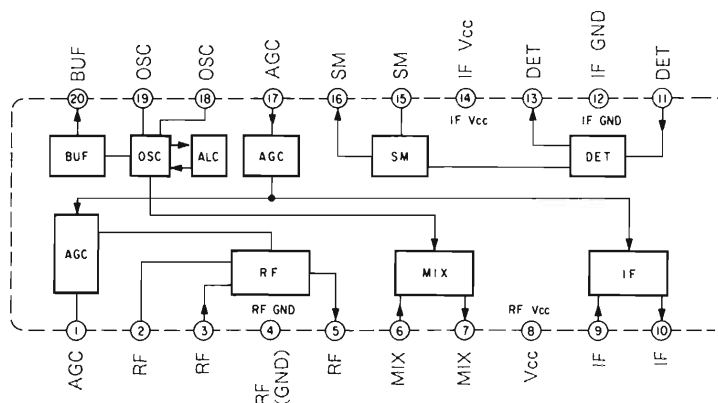 BUF OSC OSC AGC SM SM IF Vcc DET IF GND DET
20 19 18 17 16 15 14 13 12 11
IF Vcc IF GND
BUF OSC ALC AGC SM DET
AGC RF MIX IF
RF GND RF Vcc
1 2 3 4 5 6 7 8 9 10
AGC RF RF RF (GND) RF MIX MIX Vcc IF IF